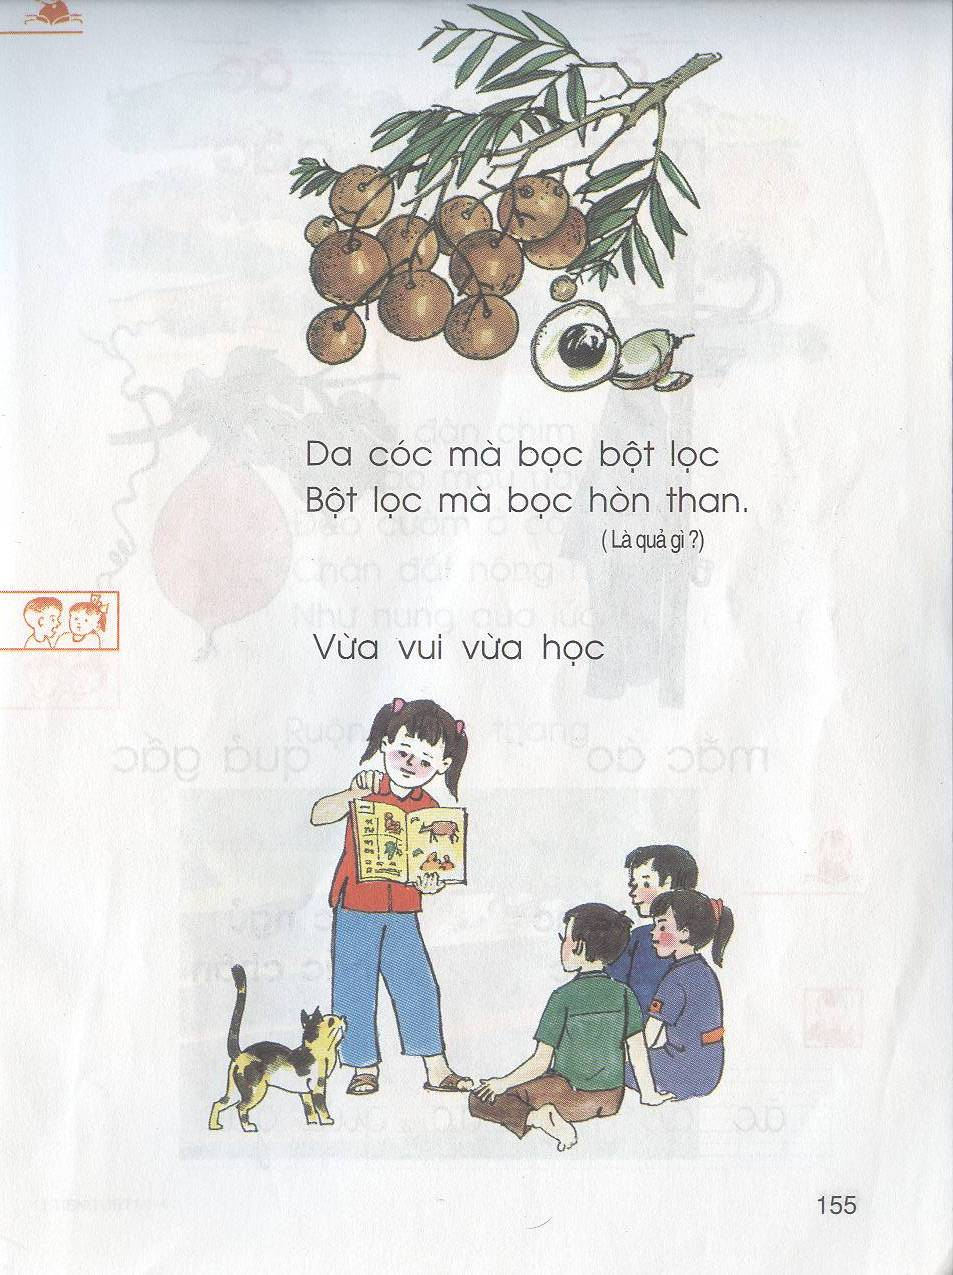 Da cóc mà bọc bột lọc
Bột lọc mà bọc hòn than.
( Là quả gì ?)
Vừa vui vừa học
155